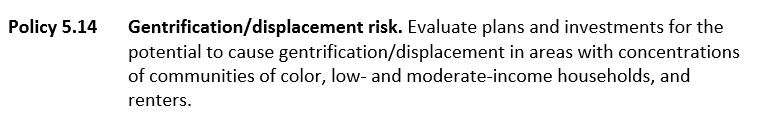 Policy 5.14 Gentrification/displacement risk. Evaluate plans and investments for the
potential to cause gentrification/displacement in areas with concentrations
of communities of color, low- and moderate-income households, and
renters.